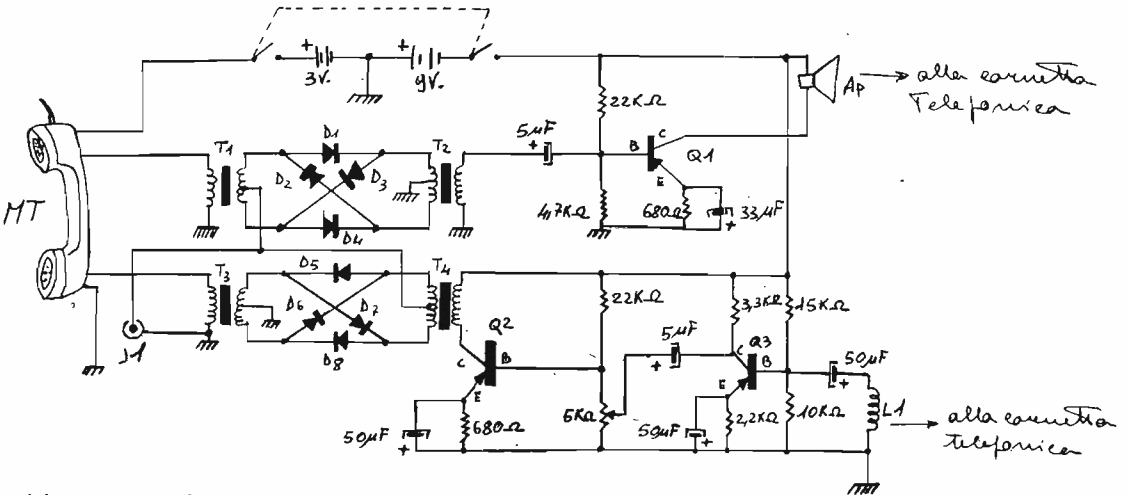 +
3V.
+
9V.
Ap
alla cornetta
Telefonica
22KΩ
5µF
+
T1
D1
D2
D3
D4
T2
B
C
E
Q1
4,7KΩ
680Ω
33µF
+
MT
T3
D5
D6
D7
D8
T4
J1
22KΩ
3,3KΩ
15KΩ
Q2
C
B
E
5µF
+
Q3
C
B
E
50µF
+
5KΩ
680Ω
50µF
+
50µF
+
2,2KΩ
10KΩ
L1
alla cornetta
telefonica